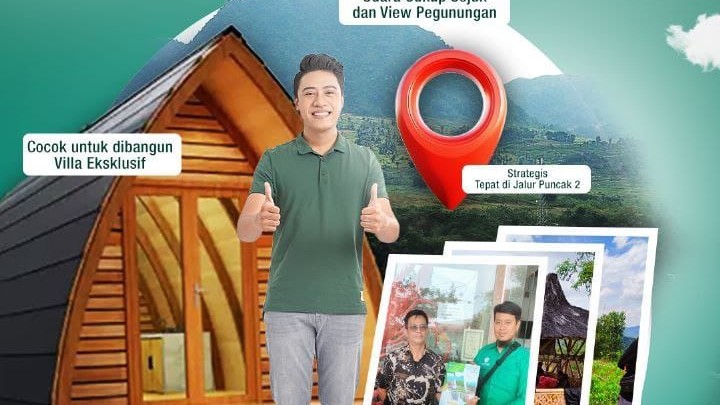 dan View Pegunungan
Cocok untuk dibangun
Villa Eksklusif
Strategis
Tepat di Jalur Puncak 2